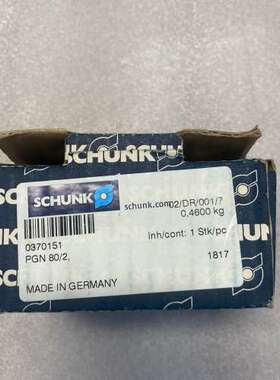 SCHUNK
SCHUNK
schunk.com
02/DR/001/?
0.4600 kg
inh/cont: 1 Stk/pc
0370151
PGN 80/2,
1817
MADE IN GERMANY